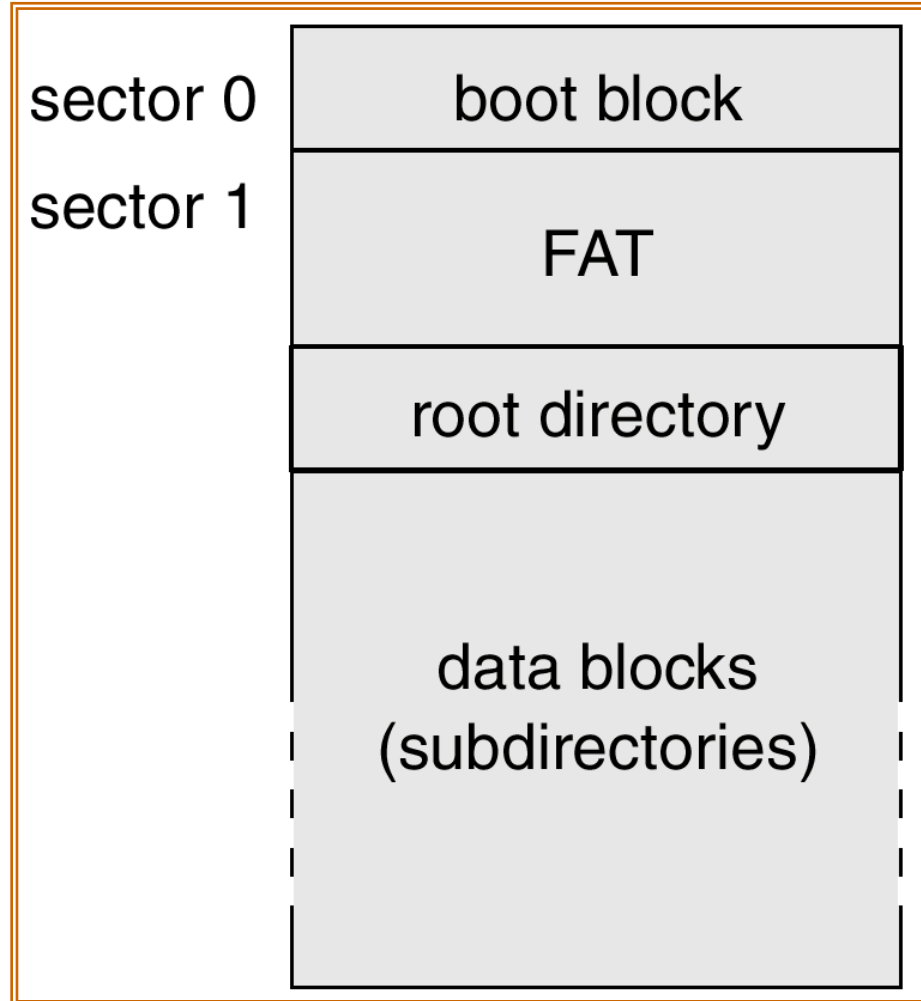 sector 0
boot block
sector 1
FAT
root directory
data blocks
(subdirectories)